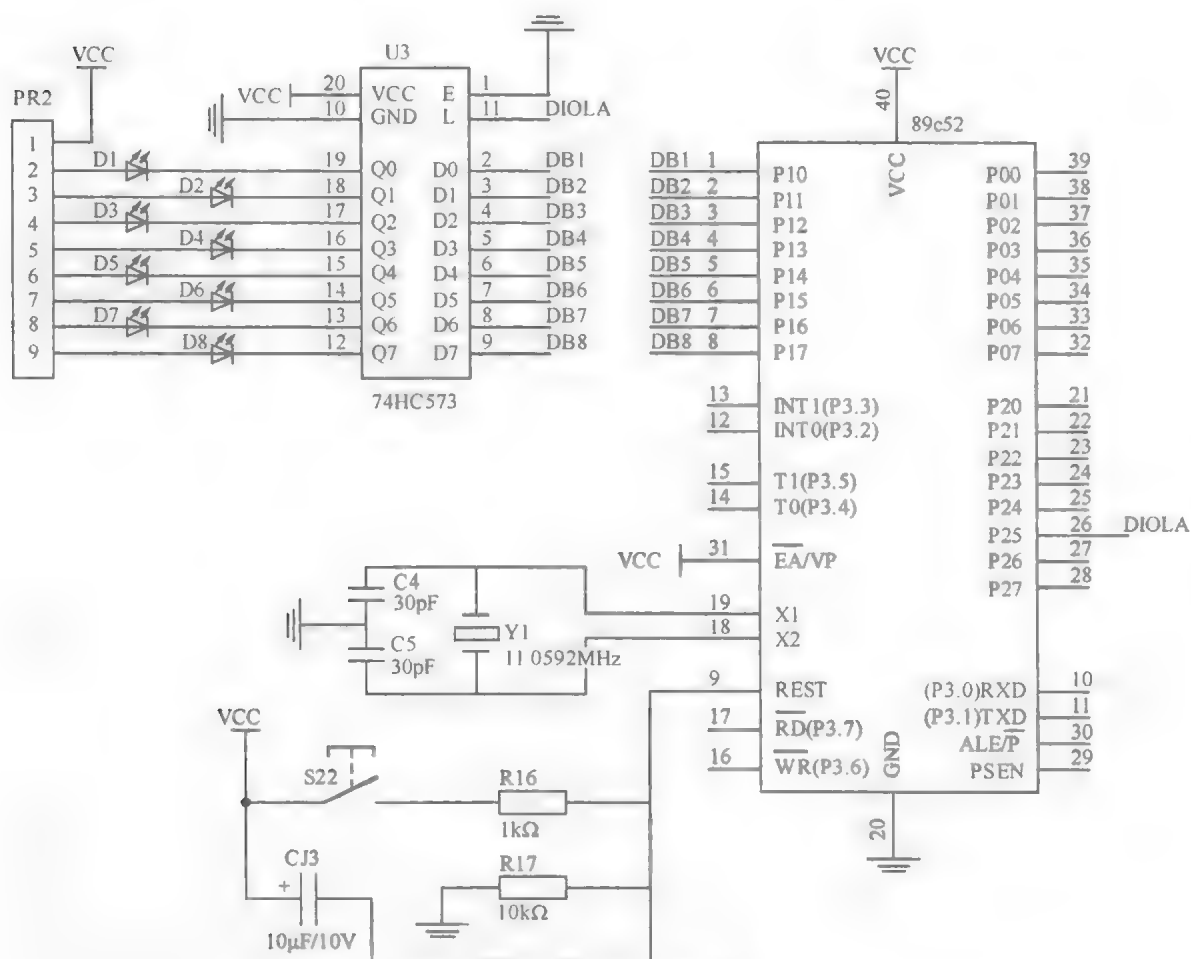 VCC
PR2
1
2
3
4
5
6
7
8
9
D1
D2
D3
D4
D5
D6
D7
D8
VCC
U3
20
10
19
18
17
16
15
14
13
12
VCC E
GND L
Q0 D0
Q1 D1
Q2 D2
Q3 D3
Q4 D4
Q5 D5
Q6 D6
Q7 D7
74HC573
1
11 DIOLA
2 DB1
3 DB2
4 DB3
5 DB4
6 DB5
7 DB6
8 DB7
9 DB8
VCC
40
89c52
VCC
DB1 1 P10
DB2 2 P11
DB3 3 P12
DB4 4 P13
DB5 5 P14
DB6 6 P15
DB7 7 P16
DB8 8 P17
13 INT1(P3.3)
12 INT0(P3.2)
15 T1(P3.5)
14 T0(P3.4)
VCC 31 EA/VP
19 X1
18 X2
9 REST
17 RD(P3.7)
16 WR(P3.6)
P00 39
P01 38
P02 37
P03 36
P04 35
P05 34
P06 33
P07 32
P20 21
P21 22
P22 23
P23 24
P24 25
P25 26 DIOLA
P26 27
P27 28
(P3.0)RXD 10
(P3.1)TXD 11
ALE/P 30
PSEN 29
GND
20
C4
30pF
C5
30pF
Y1
11 0592MHz
VCC
S22
R16
1kΩ
R17
10kΩ
CJ3
+
10μF/10V